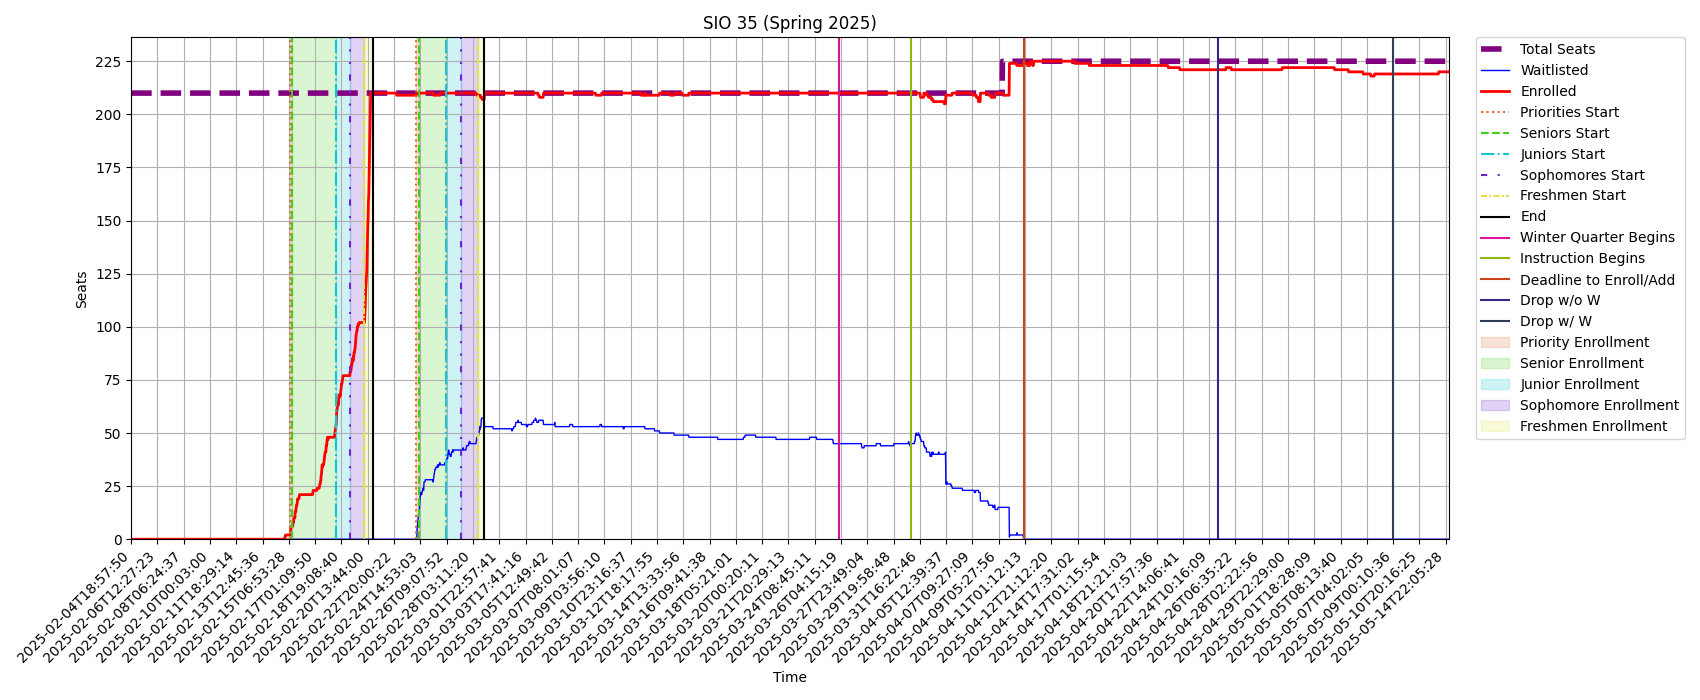 SIO 35 (Spring 2025)
Seats
225
200
175
150
125
100
75
50
25
0
2025-02-04T18:57:50
2025-02-06T12:27:23
2025-02-08T06:24:37
2025-02-10T00:03:00
2025-02-11T18:29:14
2025-02-13T12:45:36
2025-02-15T06:53:28
2025-02-17T01:09:50
2025-02-18T19:08:40
2025-02-20T13:44:00
2025-02-22T20:00:22
2025-02-24T14:53:03
2025-02-26T09:07:52
2025-02-28T03:11:20
2025-03-01T22:57:41
2025-03-03T17:41:16
2025-03-05T12:49:42
2025-03-07T08:01:07
2025-03-09T03:56:10
2025-03-10T23:16:37
2025-03-12T18:17:55
2025-03-14T13:33:56
2025-03-16T09:41:38
2025-03-18T05:21:01
2025-03-20T00:20:11
2025-03-21T20:29:13
2025-03-24T08:45:11
2025-03-26T04:15:19
2025-03-27T23:49:04
2025-03-29T19:58:48
2025-03-31T16:22:46
2025-04-05T12:39:37
2025-04-07T09:27:09
2025-04-09T05:27:56
2025-04-11T01:12:13
2025-04-12T21:12:20
2025-04-14T17:31:02
2025-04-17T01:15:54
2025-04-18T21:21:03
2025-04-20T17:57:36
2025-04-22T14:06:41
2025-04-24T10:16:09
2025-04-26T06:35:22
2025-04-28T02:22:56
2025-04-29T22:29:00
2025-05-01T18:28:09
2025-05-05T08:13:40
2025-05-07T04:02:05
2025-05-09T00:10:36
2025-05-10T20:16:25
2025-05-14T22:05:28
Time
Total Seats
Waitlisted
Enrolled
Priorities Start
Seniors Start
Juniors Start
Sophomores Start
Freshmen Start
End
Winter Quarter Begins
Instruction Begins
Deadline to Enroll/Add
Drop w/o W
Drop w/ W
Priority Enrollment
Senior Enrollment
Junior Enrollment
Sophomore Enrollment
Freshmen Enrollment